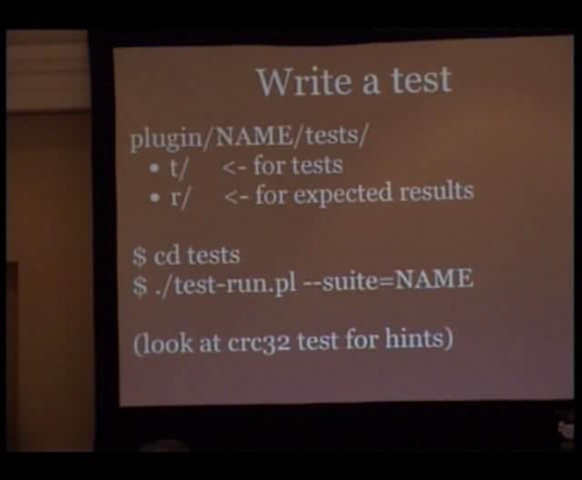 Write a test
plugin/NAME/tests/
• t/ <- for tests
• r/ <- for expected results
$ cd tests
$ ./test-run.pl --suite=NAME
(look at crc32 test for hints)